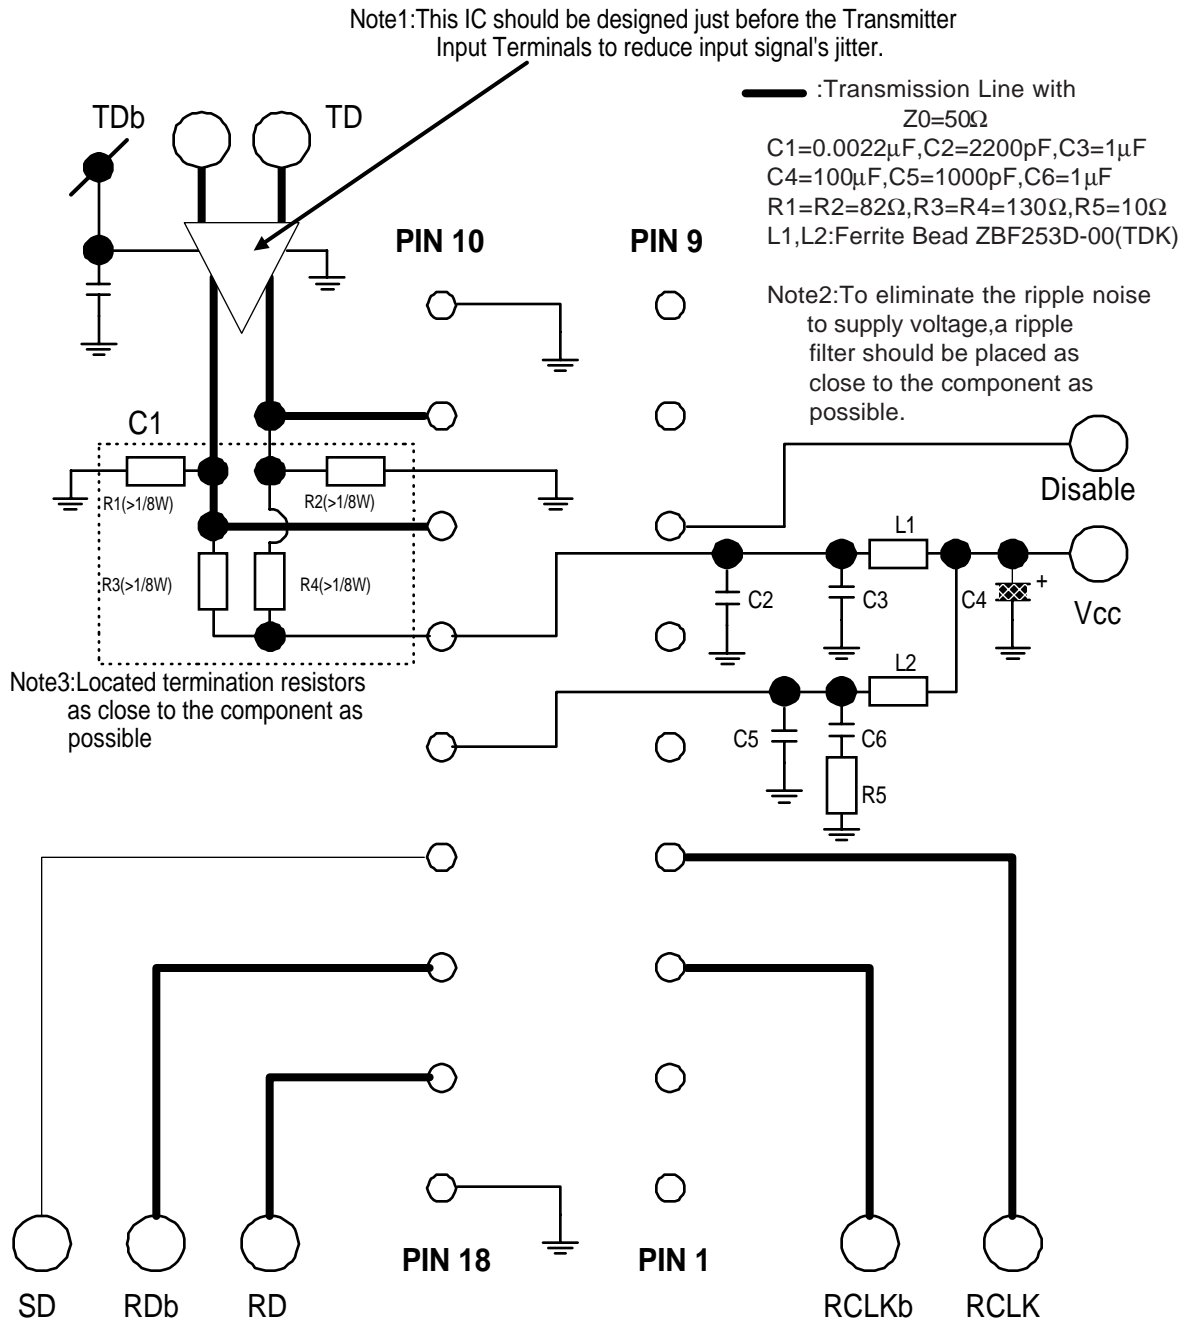 Note1:This IC should be designed just before the Transmitter
Input Terminals to reduce input signal's jitter.
:Transmission Line with
Z0=50Ω
C1=0.0022μF,C2=2200pF,C3=1μF
C4=100μF,C5=1000pF,C6=1μF
R1=R2=82Ω,R3=R4=130Ω,R5=10Ω
L1,L2:Ferrite Bead ZBF253D-00(TDK)
TDb
TD
PIN 10
PIN 9
Note2:To eliminate the ripple noise
to supply voltage,a ripple
filter should be placed as
close to the component as
possible.
C1
R1(>1/8W)
R2(>1/8W)
Disable
L1
R3(>1/8W)
R4(>1/8W)
C2
C3
C4
+
Vcc
L2
Note3:Located termination resistors
as close to the component as
possible
C5
C6
R5
PIN 18
PIN 1
SD
RDb
RD
RCLKb
RCLK